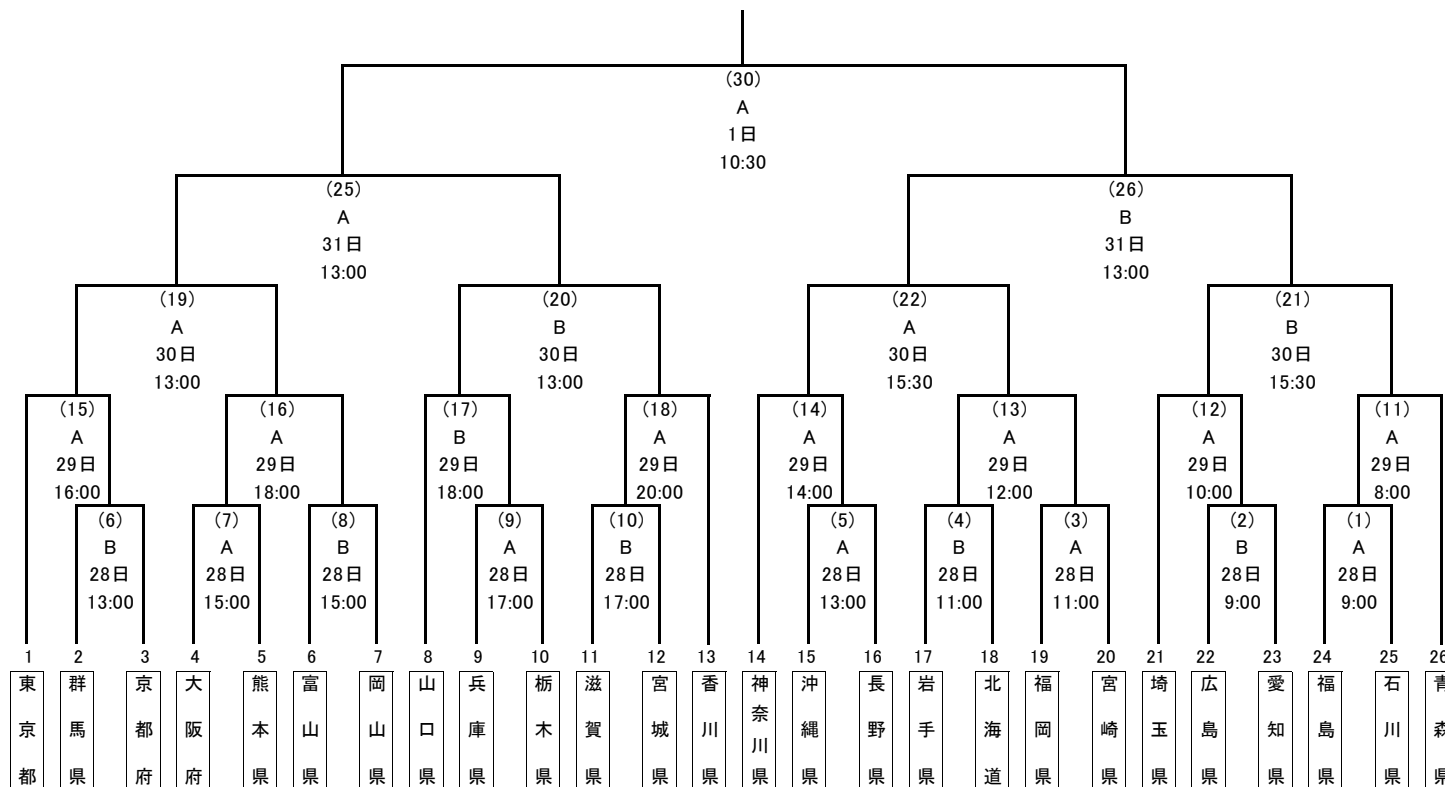 (30)
A
1日
10:30
(25)
A
31日
13:00
(26)
B
31日
13:00
(19)
A
30日
13:00
(20)
B
30日
13:00
(22)
A
30日
15:30
(21)
B
30日
15:30
(15)
A
29日
16:00
(16)
A
29日
18:00
(17)
B
29日
18:00
(18)
A
29日
20:00
(14)
A
29日
14:00
(13)
A
29日
12:00
(12)
A
29日
10:00
(11)
A
29日
8:00
(6)
B
28日
13:00
(7)
A
28日
15:00
(8)
B
28日
15:00
(9)
A
28日
17:00
(10)
B
28日
17:00
(5)
A
28日
13:00
(4)
B
28日
11:00
(3)
A
28日
11:00
(2)
B
28日
9:00
(1)
A
28日
9:00
1 2 3 4 5 6 7 8 9 10 11 12 13 14 15 16 17 18 19 20 21 22 23 24 25 26
東京都
群馬県
京都府
大阪府
熊本県
富山県
岡山県
山口県
兵庫県
栃木県
滋賀県
宮城県
香川県
神奈川県
沖縄県
長野県
岩手県
北海道
福岡県
宮崎県
埼玉県
広島県
愛知県
福島県
石川県
青森県